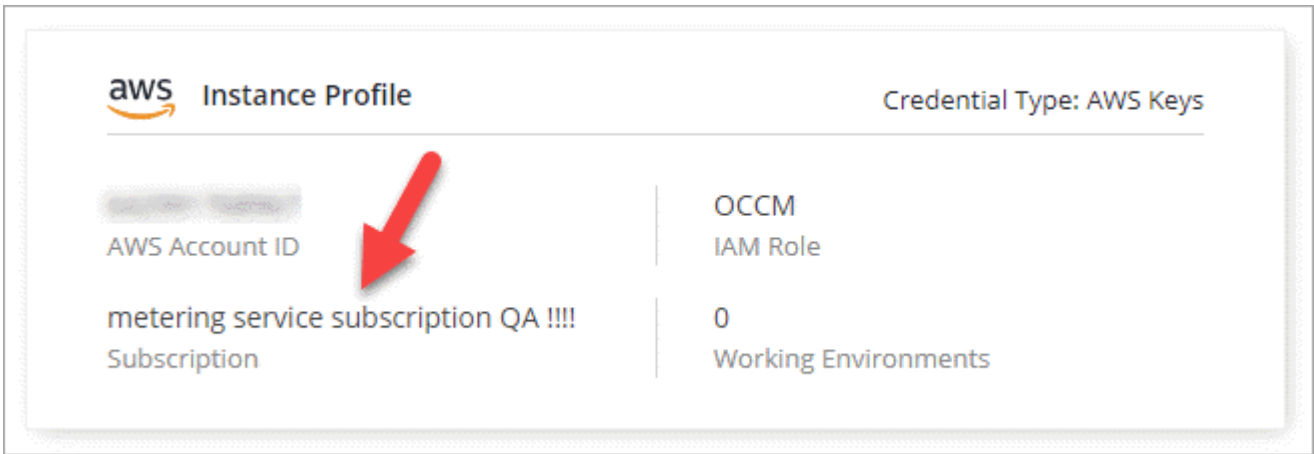 aws Instance Profile
Credential Type: AWS Keys
AWS Account ID
OCCM
IAM Role
metering service subscription QA !!!!
Subscription
0
Working Environments